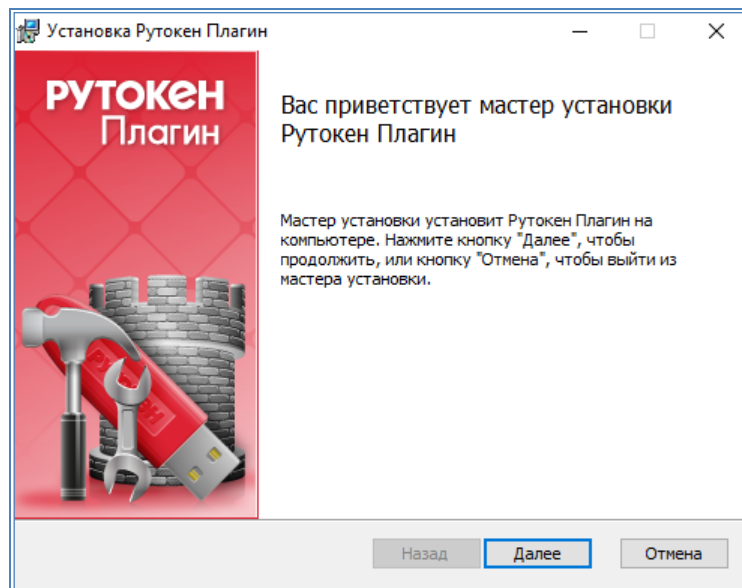 Установка Рутокен Плагин
РУТОКЕН
Плагин
Вас приветствует мастер установки
Рутокен Плагин
Мастер установки установит Рутокен Плагин на
компьютере. Нажмите кнопку "Далее", чтобы
продолжить, или кнопку "Отмена", чтобы выйти из
мастера установки.
РУТОКЕН
Назад
Далее
Отмена